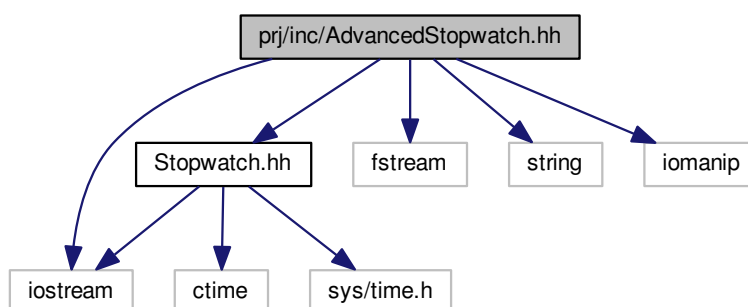 prj/inc/AdvancedStopwatch.hh
Stopwatch.hh
fstream
string
iomanip
iostream
ctime
sys/time.h